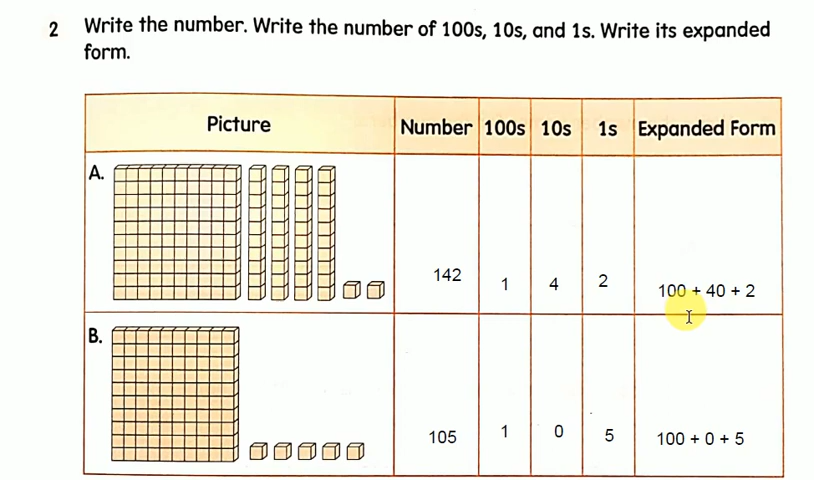 2 Write the number. Write the number of 100s, 10s, and 1s. Write its expanded
form.
Picture Number 100s 10s 1s Expanded Form
A.
142 1 4 2 100 + 40 + 2
B.
105 1 0 5 100 + 0 + 5